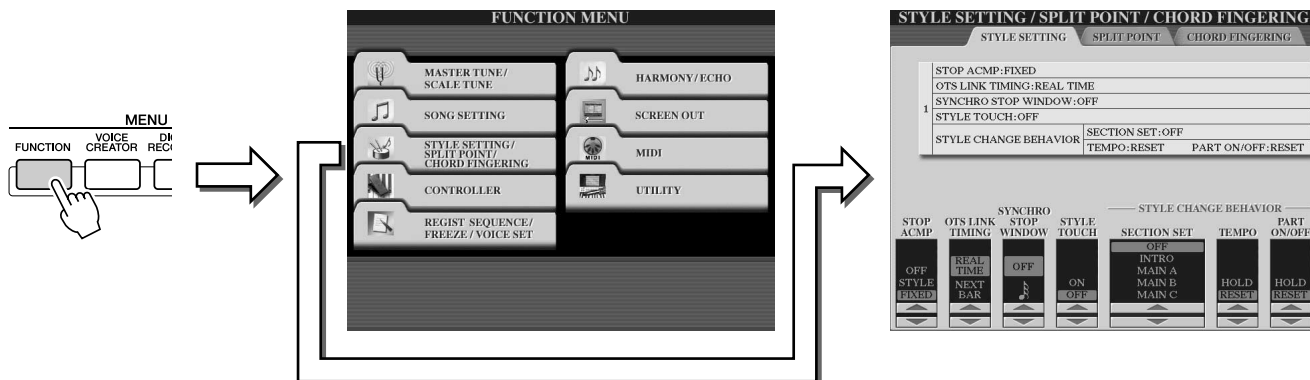 MENU
FUNCTION
VOICE
CREATOR
FUNCTION MENU
MASTER TUNE/
SCALE TUNE
SONG SETTING
STYLE SETTING/
SPLIT POINT/
CHORD FINGERING
CONTROLLER
REGIST SEQUENCE/
FREEZE / VOICE SET
HARMONY/ECHO
SCREEN OUT
MIDI
MIDI
UTILITY
STYLE SETTING / SPLIT POINT / CHORD FINGERING
STYLE SETTING SPLIT POINT CHORD FINGERING
STOP ACMP:FIXED
OTS LINK TIMING:REAL TIME
1 SYNCHRO STOP WINDOW:OFF
STYLE TOUCH:OFF
STYLE CHANGE BEHAVIOR
SECTION SET:OFF
TEMPO:RESET PART ON/OFF:RESET
STOP
ACMP
OFF
STYLE
FIXED
OTS LINK
TIMING
REAL
TIME
NEXT
BAR
SYNCHRO
STOP
WINDOW
OFF
STYLE
TOUCH
ON
OFF
STYLE CHANGE BEHAVIOR
SECTION SET
OFF
INTRO
MAIN A
MAIN B
MAIN C
TEMPO
HOLD
RESET
PART
ON/OFF
HOLD
RESET